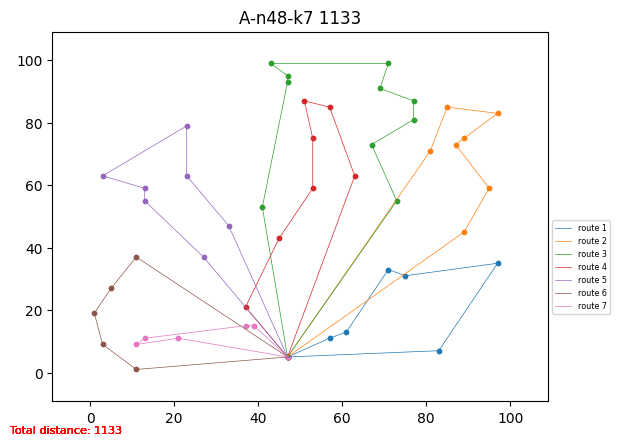 A-n48-k7 1133
100
80
60
40
20
0
0 20 40 60 80 100
route 1
route 2
route 3
route 4
route 5
route 6
route 7
Total distance: 1133